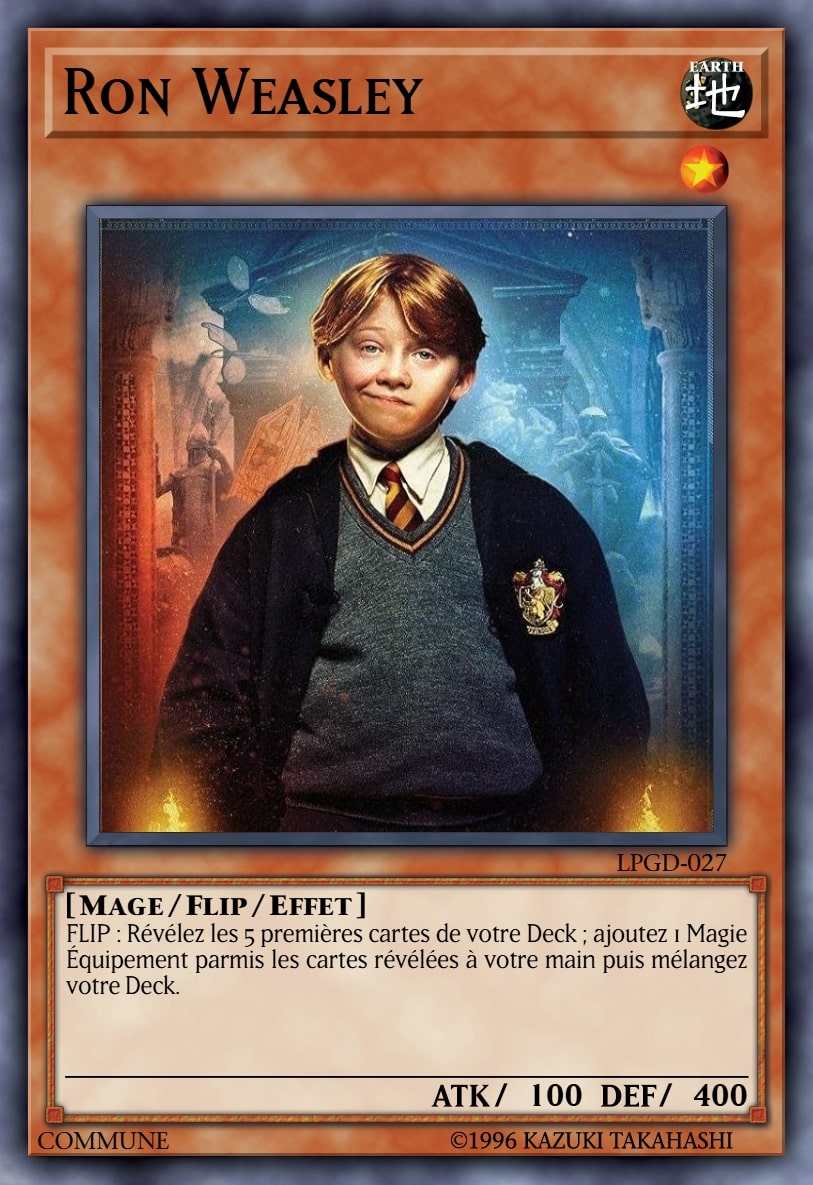 Ron Weasley
EARTH
地
LPGD-027
[Mage/Flip/Effet]
FLIP : Révélez les 5 premières cartes de votre Deck ; ajoutez 1 Magie
Équipement parmis les cartes révélées à votre main puis mélangez
votre Deck.
ATK/ 100 DEF/ 400
COMMUNE
©1996 KAZUKI TAKAHASHI